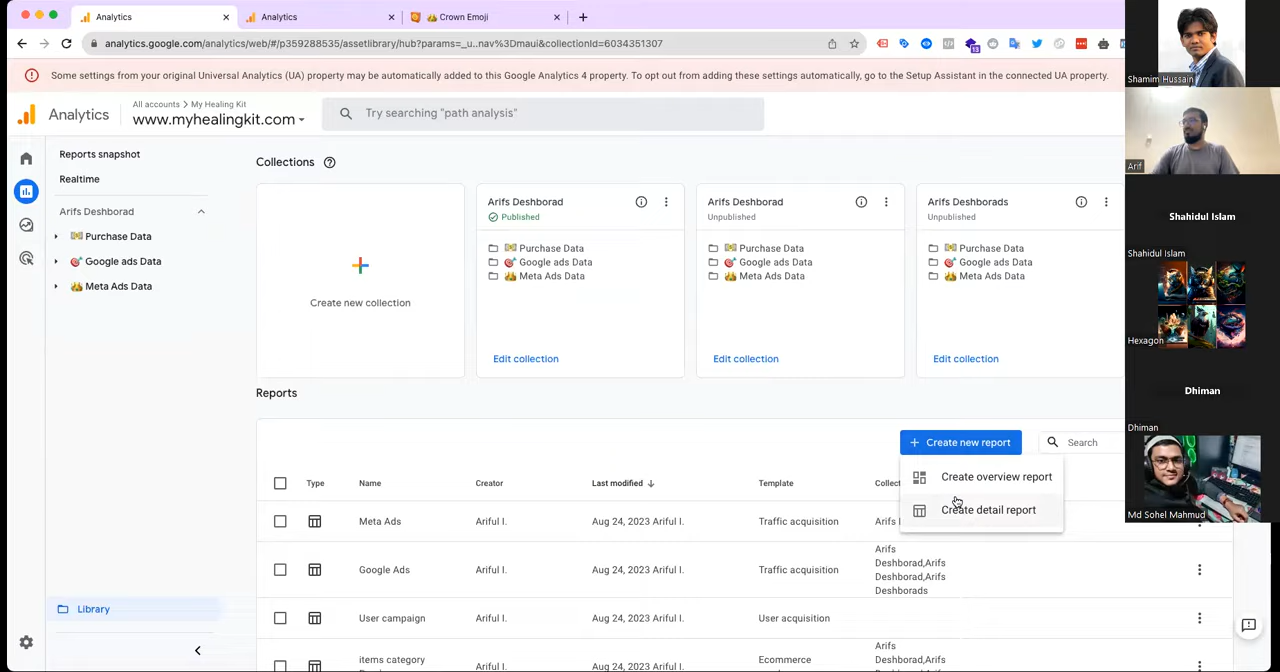 Analytics
Analytics
👑 Crown Emoji
analytics.google.com/analytics/web/#/p359288535/assetlibrary/hub?params=_u..nav%3Dmaui&collectionId=6034351307
13
Some settings from your original Universal Analytics (UA) property may be automatically added to this Google Analytics 4 property. To opt out from adding these settings automatically, go to the Setup Assistant in the connected UA property.
Analytics
All accounts > My Healing Kit
www.myhealingkit.com
Try searching "path analysis"
Reports snapshot
Realtime
Arifs Deshborad
Purchase Data
Google ads Data
Meta Ads Data
Library
Collections
Create new collection
Arifs Deshborad
Published
Purchase Data
Google ads Data
Meta Ads Data
Edit collection
Arifs Deshborad
Unpublished
Purchase Data
Google ads Data
Meta Ads Data
Edit collection
Arifs Deshborads
Unpublished
Purchase Data
Google ads Data
Meta Ads Data
Edit collection
Reports
+ Create new report
Search
Create overview report
Create detail report
Type Name Creator Last modified Template Collect
Meta Ads Ariful I. Aug 24, 2023 Ariful I. Traffic acquisition Arifs
Google Ads Ariful I. Aug 24, 2023 Ariful I. Traffic acquisition
Arifs
Deshborad,Arifs
Deshborad,Arifs
Deshborads
User campaign Ariful I. Aug 24, 2023 Ariful I. User acquisition
items category Ariful I. Aug 24, 2023 Ariful I. Ecommerce
Arifs
Deshborad,Arifs
Shamim Hussain
Arif
Shahidul Islam
Shahidul Islam
Hexagon
Dhiman
Dhiman
Md Sohel Mahmud